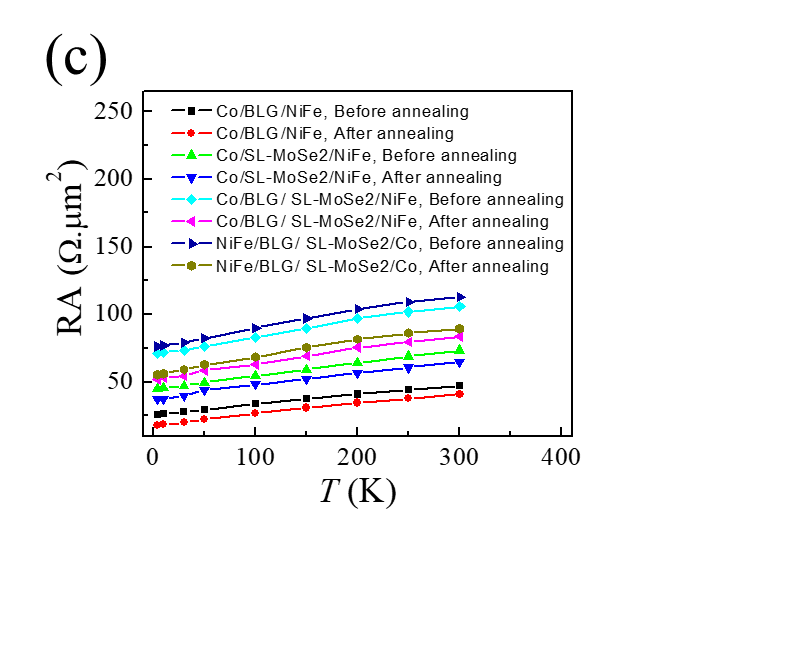 (c)
250
200
150
100
50
RA (Ω.μm²)
Co/BLG/NiFe, Before annealing
Co/BLG/NiFe, After annealing
Co/SL-MoSe2/NiFe, Before annealing
Co/SL-MoSe2/NiFe, After annealing
Co/BLG/ SL-MoSe2/NiFe, Before annealing
Co/BLG/ SL-MoSe2/NiFe, After annealing
NiFe/BLG/ SL-MoSe2/Co, Before annealing
NiFe/BLG/ SL-MoSe2/Co, After annealing
0 100 200 300 400
T (K)